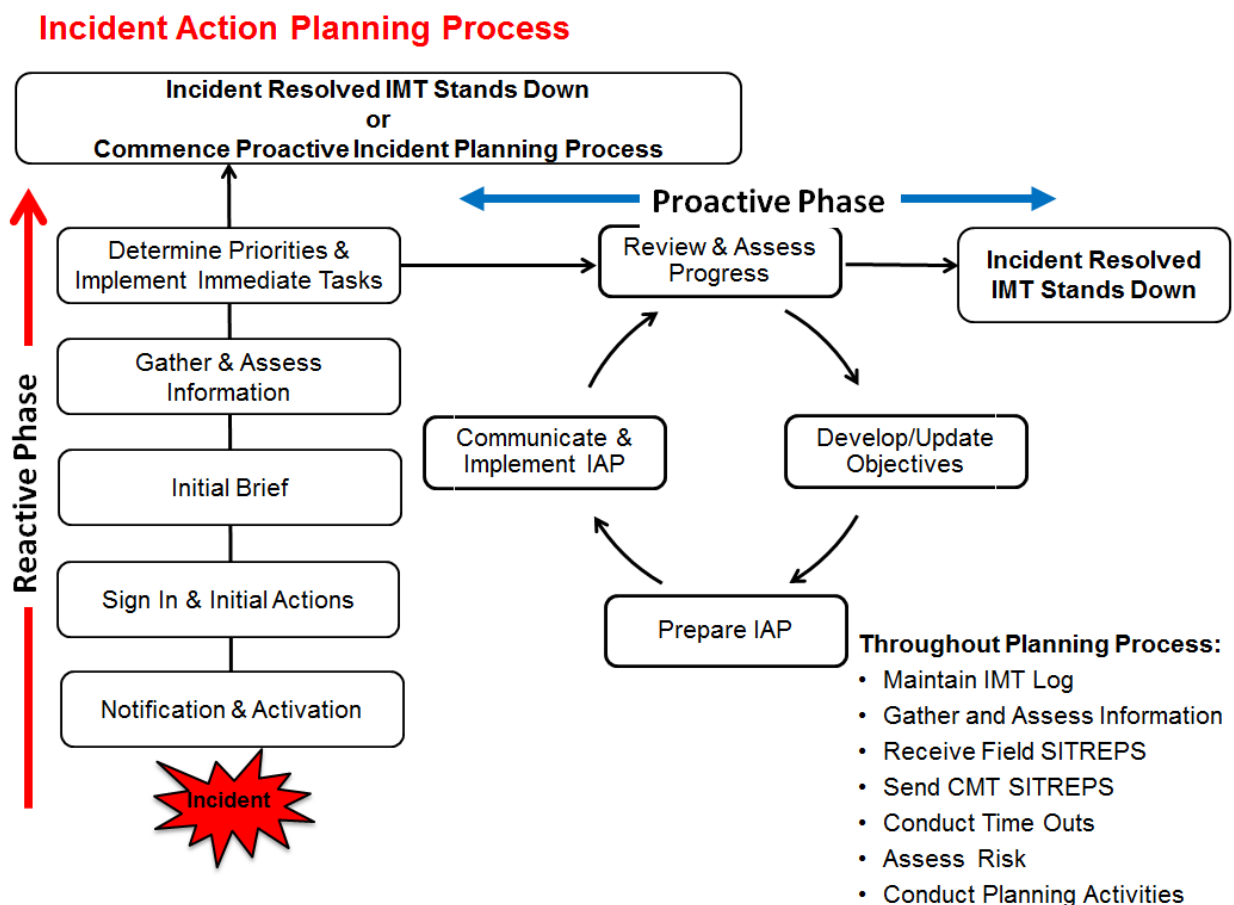 Incident Action Planning Process
Incident Resolved IMT Stands Down
or
Commence Proactive Incident Planning Process
Reactive Phase
Proactive Phase
Determine Priorities &
Implement Immediate Tasks
Review & Assess
Progress
Incident Resolved
IMT Stands Down
Gather & Assess
Information
Communicate &
Implement IAP
Develop/Update
Objectives
Initial Brief
Sign In & Initial Actions
Prepare IAP
Notification & Activation
Incident
Throughout Planning Process:
• Maintain IMT Log
• Gather and Assess Information
• Receive Field SITREPS
• Send CMT SITREPS
• Conduct Time Outs
• Assess Risk
• Conduct Planning Activities